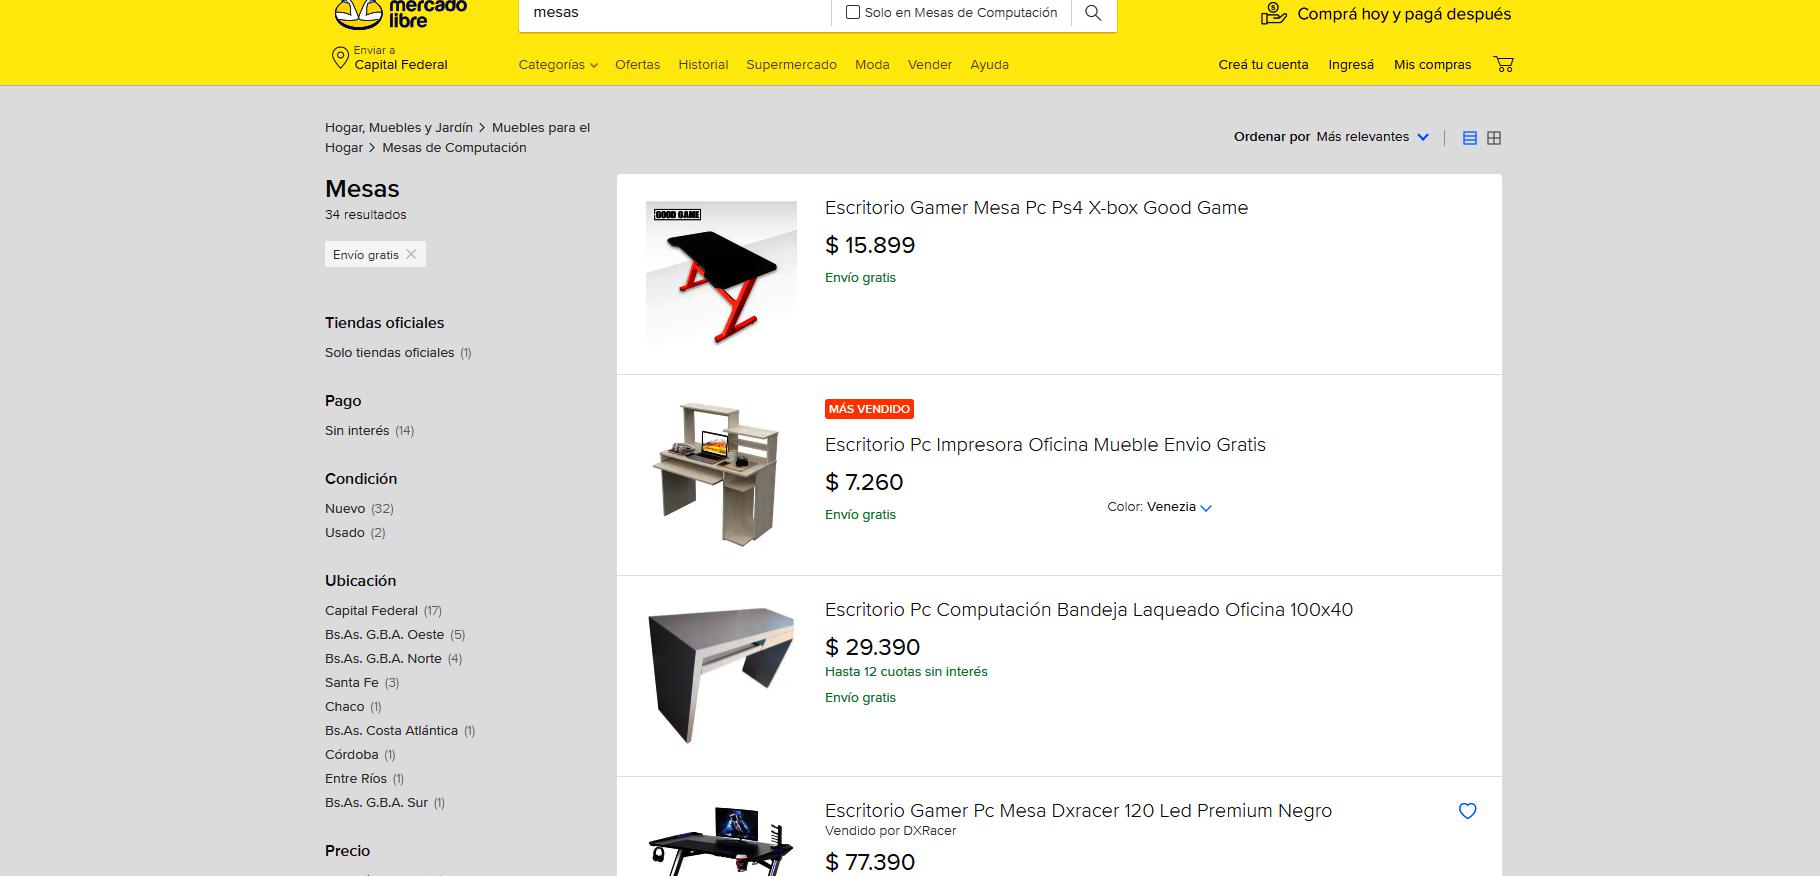 mercado
libre
mesas
Solo en Mesas de Computación
Comprá hoy y pagá después
Enviar a
Capital Federal
Categorías
Ofertas
Historial
Supermercado
Moda
Vender
Ayuda
Creá tu cuenta
Ingresá
Mis compras
Hogar, Muebles y Jardín > Muebles para el
Hogar > Mesas de Computación
Ordenar por Más relevantes
Mesas
34 resultados
Envío gratis
Tiendas oficiales
Solo tiendas oficiales (1)
Pago
Sin interés (14)
Condición
Nuevo (32)
Usado (2)
Ubicación
Capital Federal (17)
Bs.As. G.B.A. Oeste (5)
Bs.As. G.B.A. Norte (4)
Santa Fe (3)
Chaco (1)
Bs.As. Costa Atlántica (1)
Córdoba (1)
Entre Ríos (1)
Bs.As. G.B.A. Sur (1)
Precio
GOOD GAME
Escritorio Gamer Mesa Pc Ps4 X-box Good Game
$ 15.899
Envío gratis
MÁS VENDIDO
Escritorio Pc Impresora Oficina Mueble Envio Gratis
$ 7.260
Envío gratis
Color: Venezia
Escritorio Pc Computación Bandeja Laqueado Oficina 100x40
$ 29.390
Hasta 12 cuotas sin interés
Envío gratis
Escritorio Gamer Pc Mesa Dxracer 120 Led Premium Negro
Vendido por DXRacer
$ 77.390